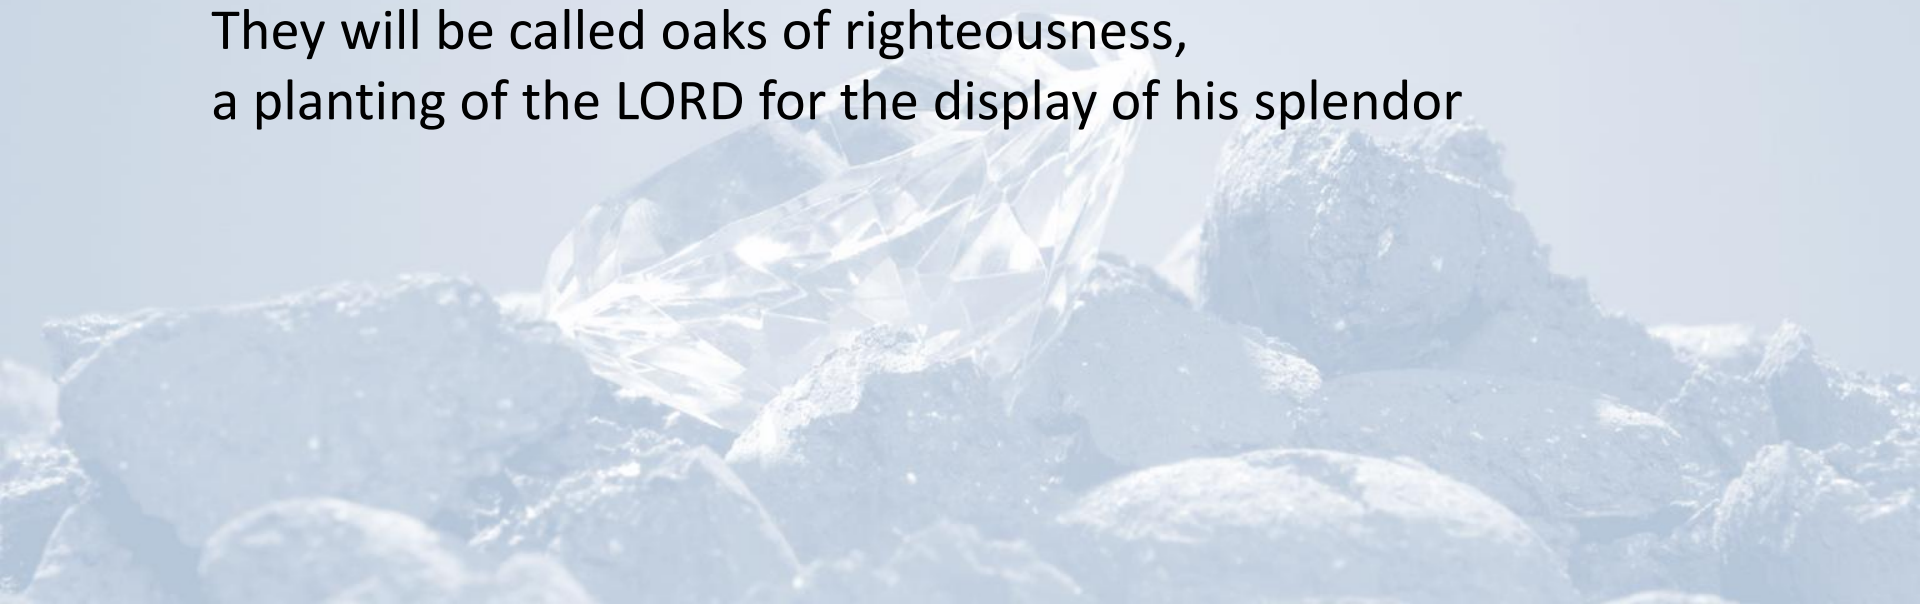 They will be called oaks of righteousness,
a planting of the LORD for the display of his splendor